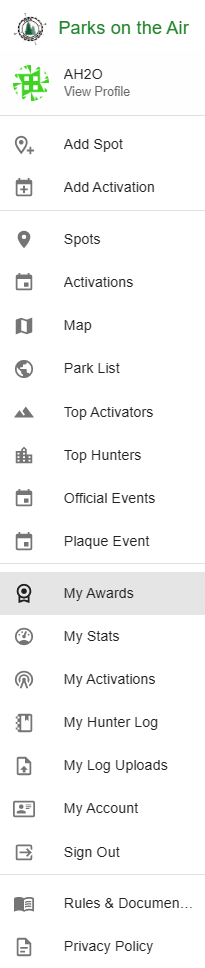 Parks on the Air
AH2O
View Profile
Add Spot
Add Activation
Spots
Activations
Map
Park List
Top Activators
Top Hunters
Official Events
Plaque Event
My Awards
My Stats
My Activations
My Hunter Log
My Log Uploads
My Account
Sign Out
Rules & Documen...
Privacy Policy